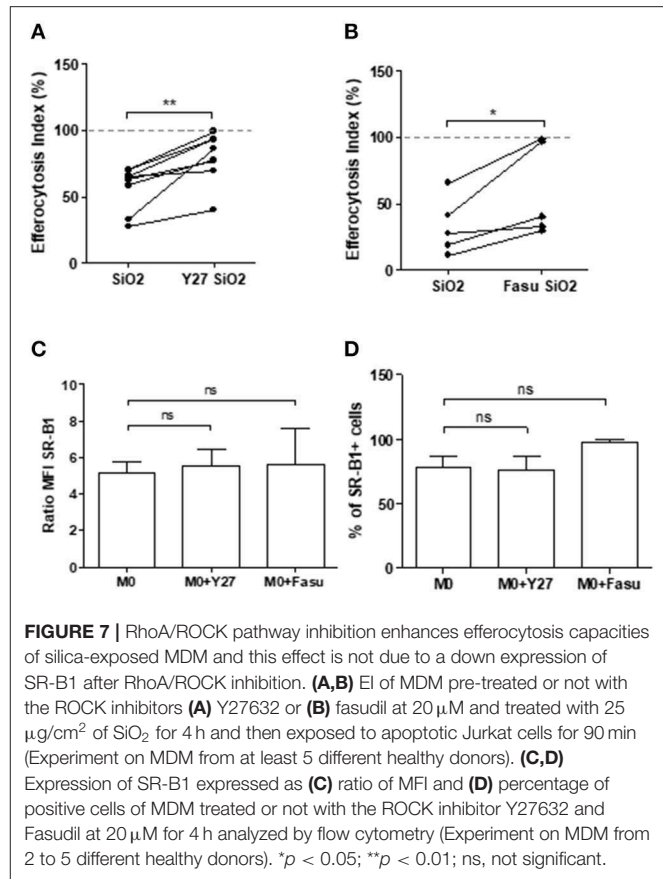 A
B
150
100
50
0
Efferocytosis Index (%)
**
SiO2
Y27 SiO2
150
100
50
0
Efferocytosis Index (%)
*
SiO2
Fasu SiO2
C
D
10
8
6
4
2
0
Ratio MFI SR-B1
ns
ns
M0
M0+Y27
M0+Fasu
150
100
50
0
% of SR-B1+ cells
ns
ns
M0
M0+Y27
M0+Fasu
FIGURE 7 | RhoA/ROCK pathway inhibition enhances efferocytosis capacities
of silica-exposed MDM and this effect is not due to a down expression of
SR-B1 after RhoA/ROCK inhibition. (A,B) EI of MDM pre-treated or not with
the ROCK inhibitors (A) Y27632 or (B) fasudil at 20 μM and treated with 25
μg/cm² of SiO₂ for 4 h and then exposed to apoptotic Jurkat cells for 90 min
(Experiment on MDM from at least 5 different healthy donors). (C,D)
Expression of SR-B1 expressed as (C) ratio of MFI and (D) percentage of
positive cells of MDM treated or not with the ROCK inhibitor Y27632 and
Fasudil at 20 μM for 4 h analyzed by flow cytometry (Experiment on MDM from
2 to 5 different healthy donors). *p < 0.05; **p < 0.01; ns, not significant.